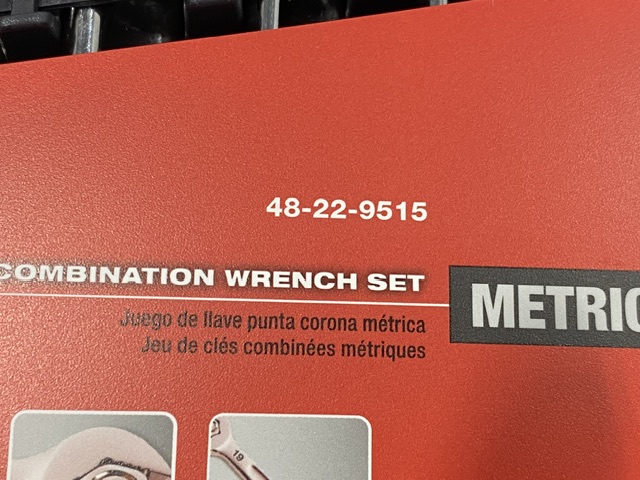 48-22-9515
COMBINATION WRENCH SET
METRIC
Juego de llave punta corona métrica
Jeu de clés combinées métriques
19